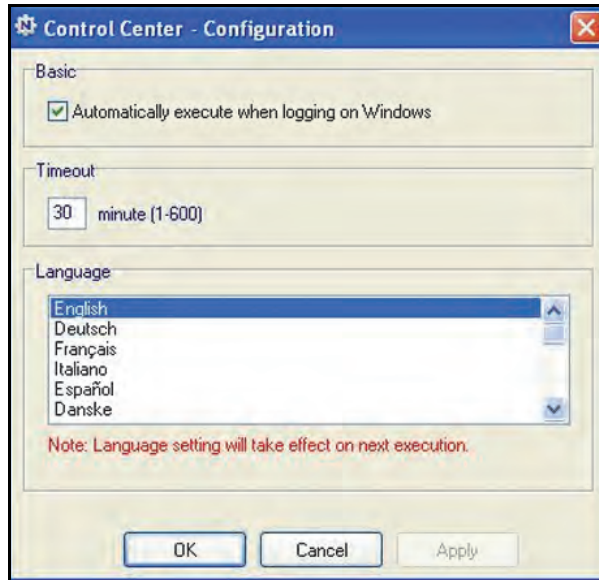 Control Center - Configuration
Basic
Automatically execute when logging on Windows
Timeout
30 minute (1-600)
Language
English
Deutsch
Français
Italiano
Español
Danske
Note: Language setting will take effect on next execution.
OK Cancel Apply